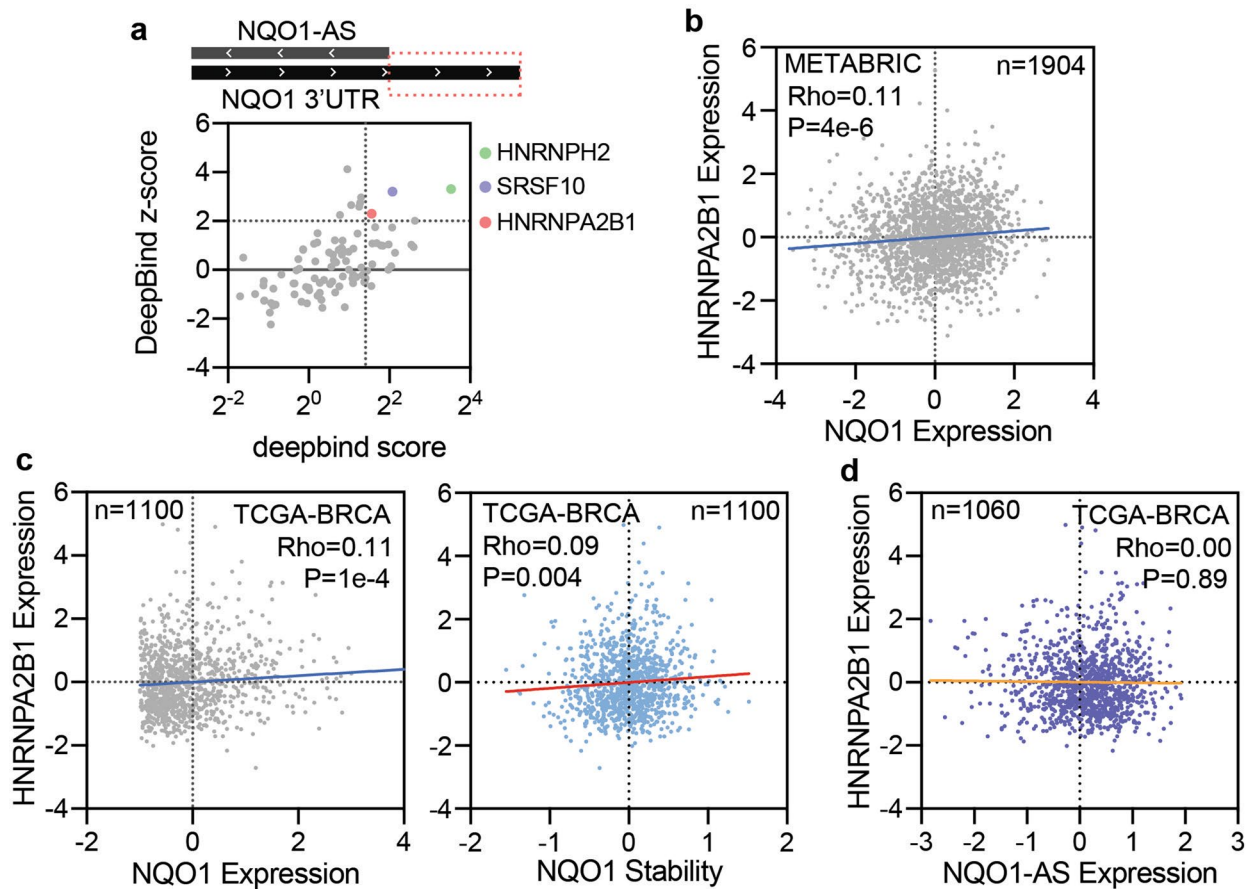 a
NQO1-AS
NQO1 3'UTR
DeepBind z-score
6
4
2
0
-2
-4
2-2
20
22
24
deepbind score
HNRNPH2
SRSF10
HNRNPA2B1
b
HNRNPA2B1 Expression
6
4
2
0
-2
-4
METABRIC
Rho=0.11
P=4e-6
n=1904
-4
-2
0
2
4
NQO1 Expression
c
HNRNPA2B1 Expression
6
4
2
0
-2
-4
n=1100
TCGA-BRCA
Rho=0.11
P=1e-4
-2
0
2
4
NQO1 Expression
6
4
2
0
-2
-4
TCGA-BRCA
Rho=0.09
P=0.004
n=1100
-2
-1
0
1
2
NQO1 Stability
d
HNRNPA2B1 Expression
6
4
2
0
-2
-4
n=1060
TCGA-BRCA
Rho=0.00
P=0.89
-3
-2
-1
0
1
2
3
NQO1-AS Expression